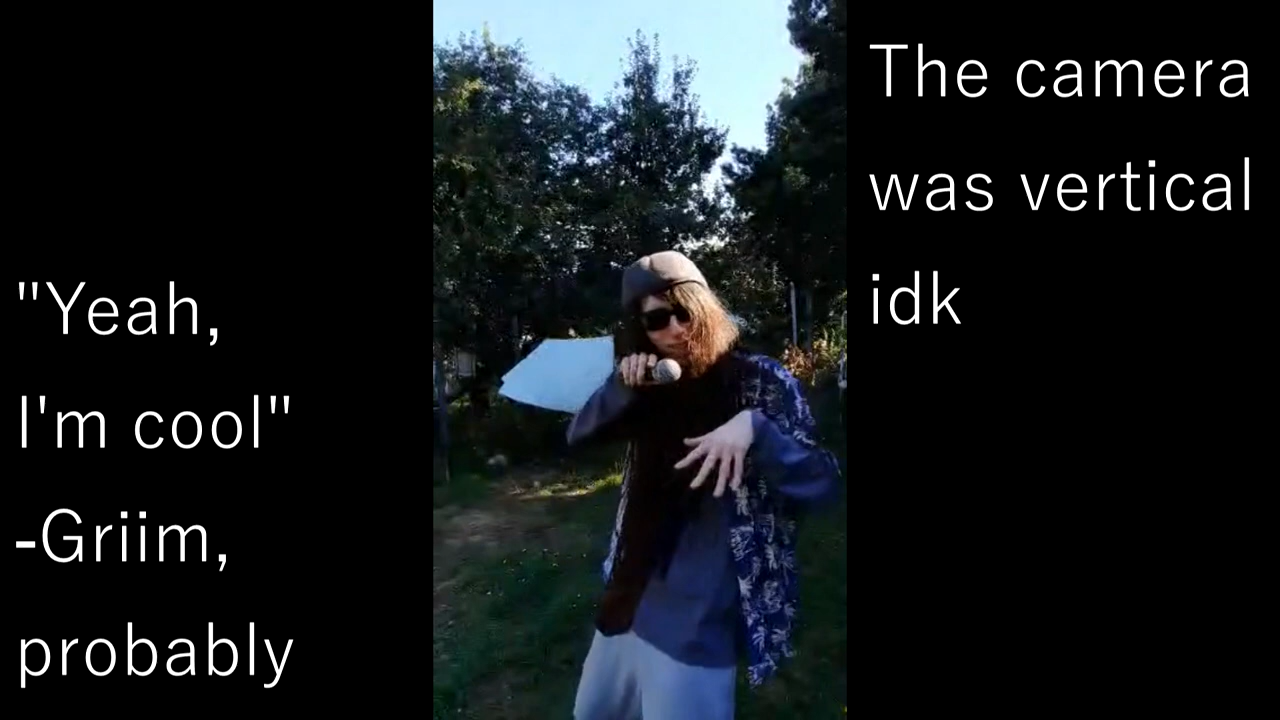 "Yeah,
I'm cool"
-Griim,
probably
The camera
was vertical
idk